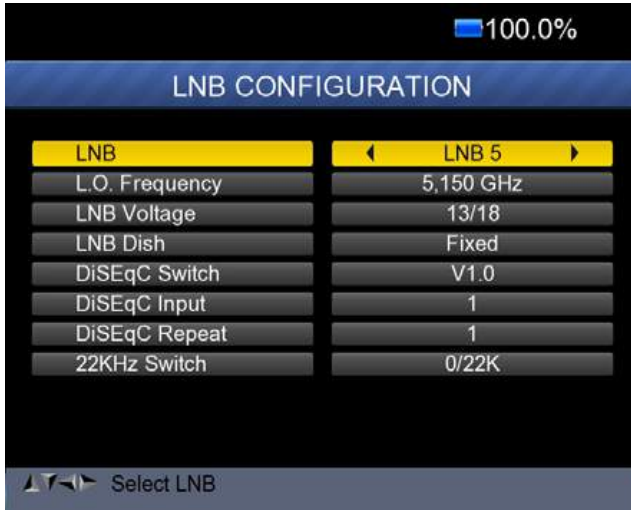 100.0%
LNB CONFIGURATION
LNB LNB 5
L.O. Frequency 5,150 GHz
LNB Voltage 13/18
LNB Dish Fixed
DiSEqC Switch V1.0
DiSEqC Input 1
DiSEqC Repeat 1
22KHz Switch 0/22K
Select LNB